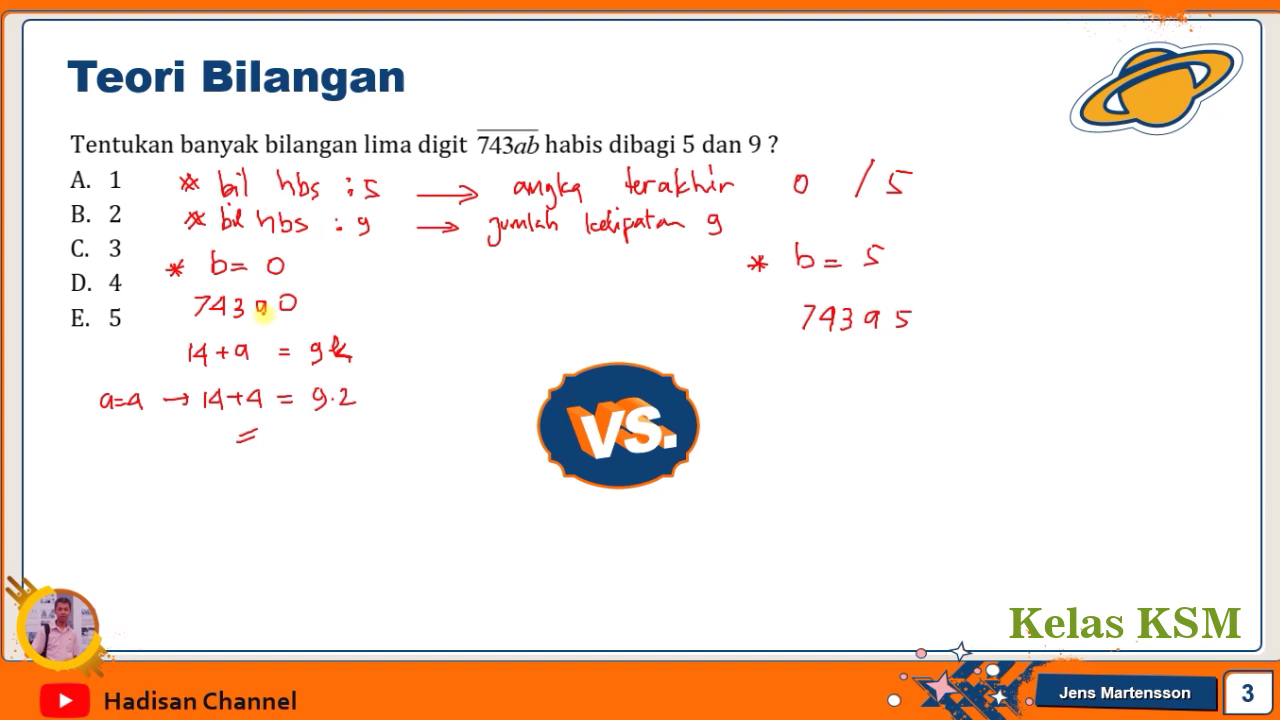 Teori Bilangan
Tentukan banyak bilangan lima digit 743ab habis dibagi 5 dan 9 ?
A. 1
B. 2
C. 3
D. 4
E. 5
* bil hbs : 5 → angka terakhir 0 / 5
* bil hbs : 9 → jumlah kelipatan 9
* b = 0
743a0
14 + a = 9k
a=4 → 14+4 = 9.2
* b = 5
743a5
VS.
Kelas KSM
Hadisan Channel
Jens Martensson
3